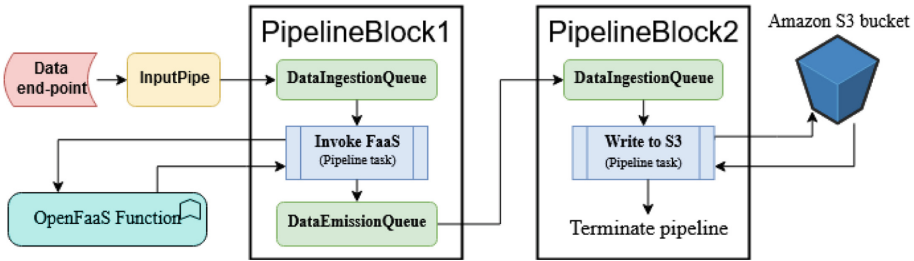 PipelineBlock1
PipelineBlock2
Amazon S3 bucket
Data
end-point
InputPipe
DataIngestionQueue
DataIngestionQueue
Invoke FaaS
(Pipeline task)
Write to S3
(Pipeline task)
OpenFaaS Function
DataEmissionQueue
Terminate pipeline